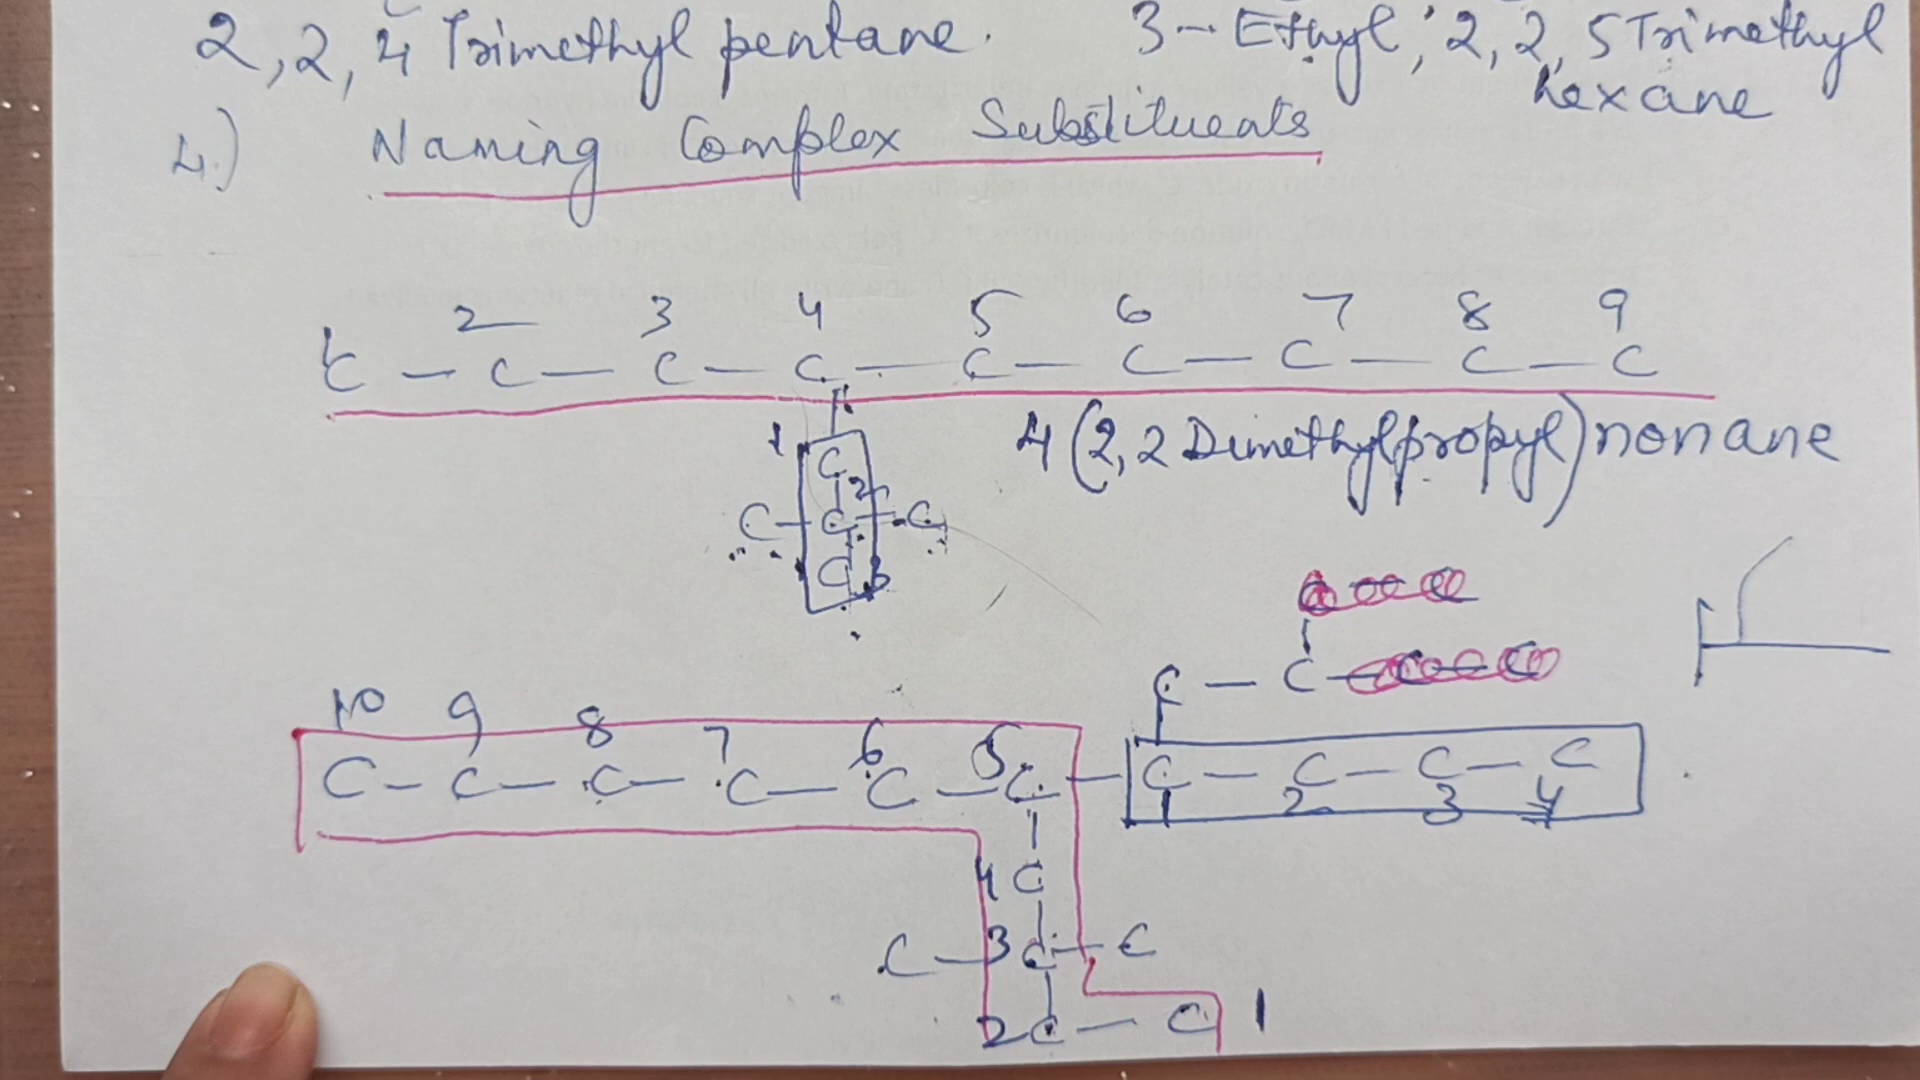 2,2,4 Trimethyl pentane. 3- Ethyl, 2, 2, 5 Trimethyl
hexane
4.) Naming Complex Substituents
1 2 3 4 5 6 7 8 9
C - C - C - C - C - C - C - C - C
4 (2,2 Dimethylpropyl) nonane
1
C
2
C - C - C
C 3
C - C - C - C
10 9 8 7 6 5
C - C - C - C - C - C - C - C - C - C
1 2 3 4
4 C
C - 3 C - C
2 C - C 1